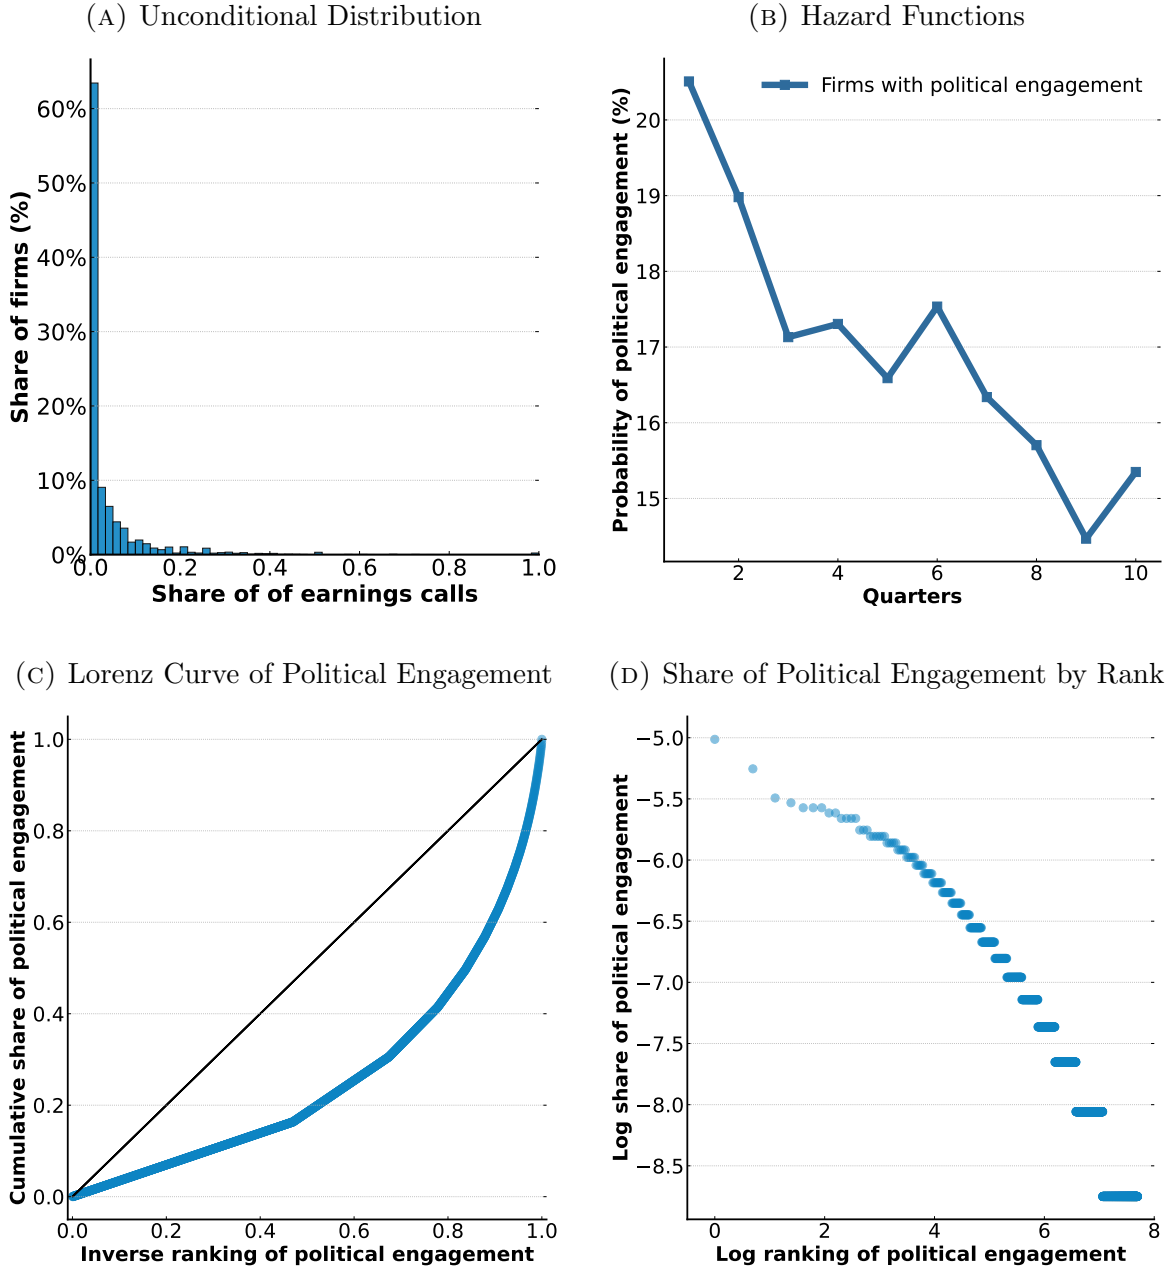 (A) Unconditional Distribution
60%
50%
40%
30%
20%
10%
0%
0.0 0.2 0.4 0.6 0.8 1.0
Share of firms (%)
Share of of earnings calls
(B) Hazard Functions
Firms with political engagement
20
19
18
17
16
15
2 4 6 8 10
Probability of political engagement (%)
Quarters
(C) Lorenz Curve of Political Engagement
1.0
0.8
0.6
0.4
0.2
0.0
0.0 0.2 0.4 0.6 0.8 1.0
Cumulative share of political engagement
Inverse ranking of political engagement
(D) Share of Political Engagement by Rank
−5.0
−5.5
−6.0
−6.5
−7.0
−7.5
−8.0
−8.5
0 2 4 6 8
Log share of political engagement
Log ranking of political engagement